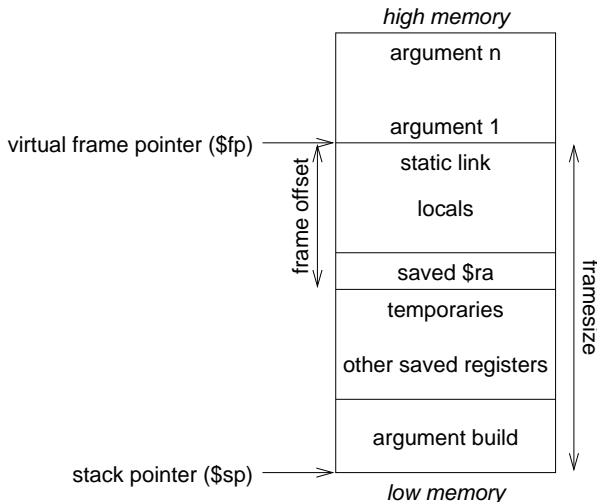 high memory
argument n
argument 1
virtual frame pointer ($fp)
static link
locals
frame offset
saved $ra
temporaries
other saved registers
framesize
argument build
stack pointer ($sp)
low memory